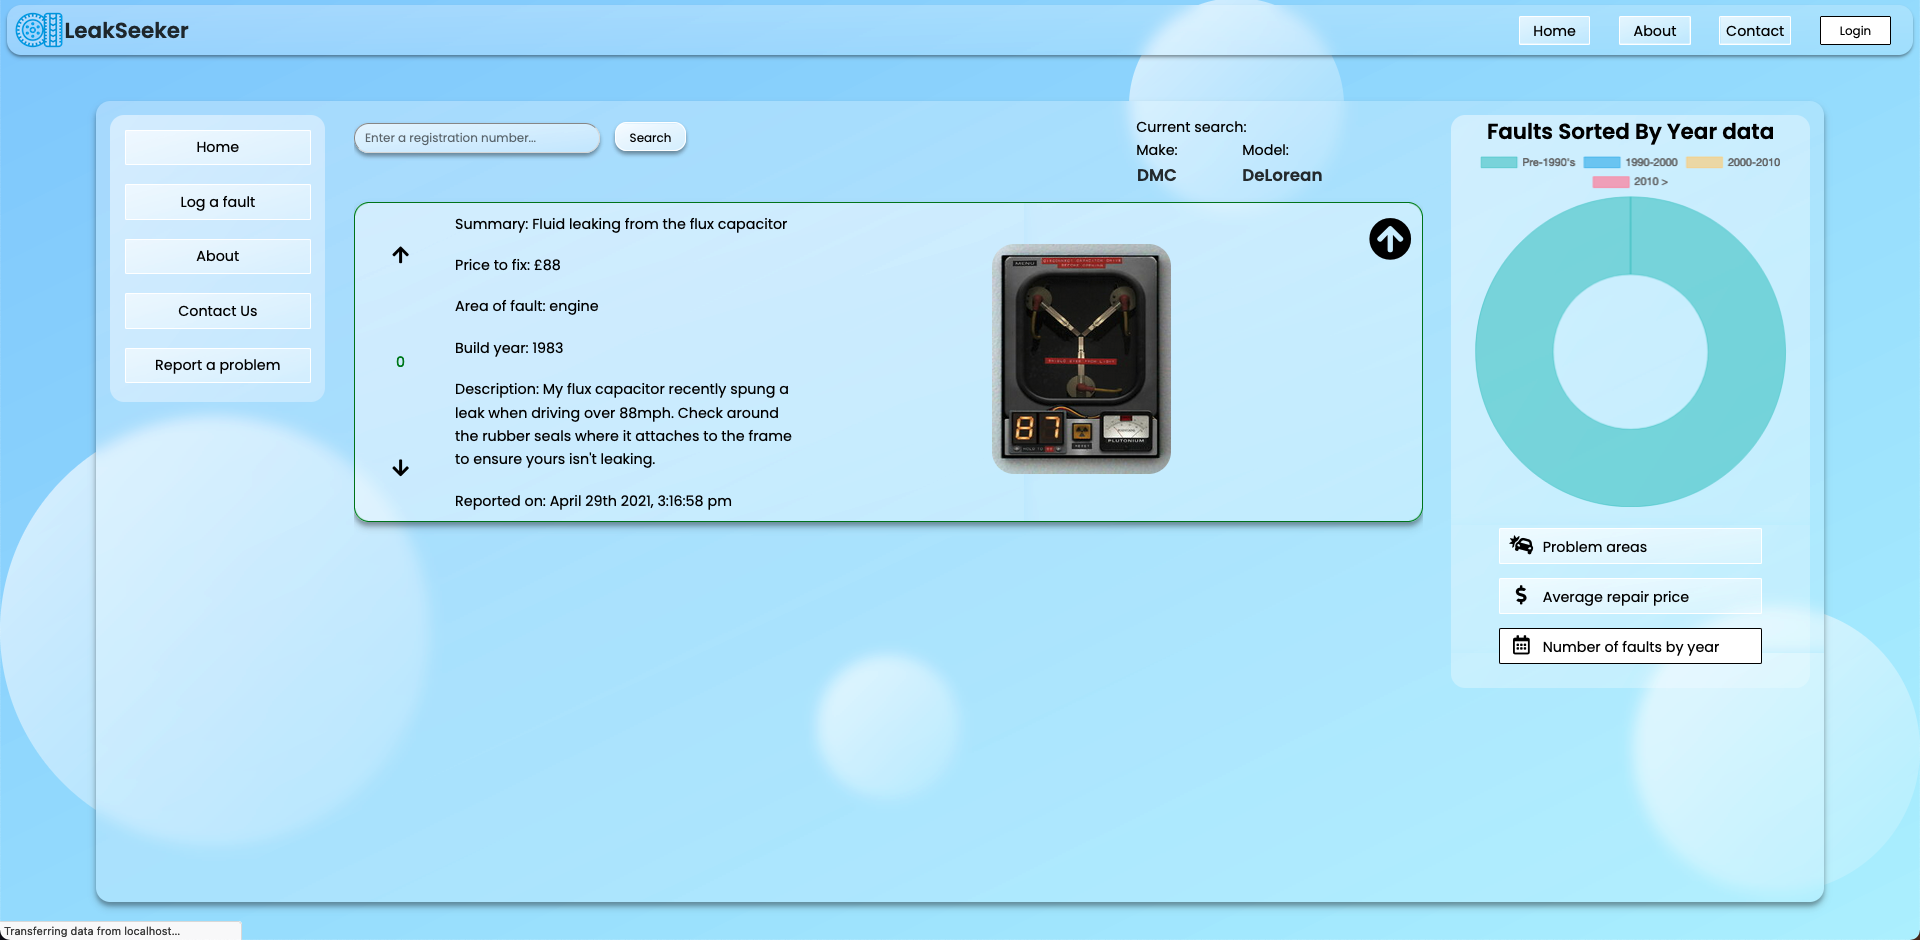 LeakSeeker
Home
About
Contact
Login
Home
Log a fault
About
Contact Us
Report a problem
Enter a registration number...
Search
Current search:
Make:
Model:
DMC
DeLorean
Summary: Fluid leaking from the flux capacitor
Price to fix: £88
Area of fault: engine
Build year: 1983
0
Description: My flux capacitor recently spung a
leak when driving over 88mph. Check around
the rubber seals where it attaches to the frame
to ensure yours isn't leaking.
Reported on: April 29th 2021, 3:16:58 pm
87
PLUTONIUM
Faults Sorted By Year data
Pre-1990's
1990-2000
2000-2010
2010 >
Problem areas
Average repair price
Number of faults by year
Transferring data from localhost...